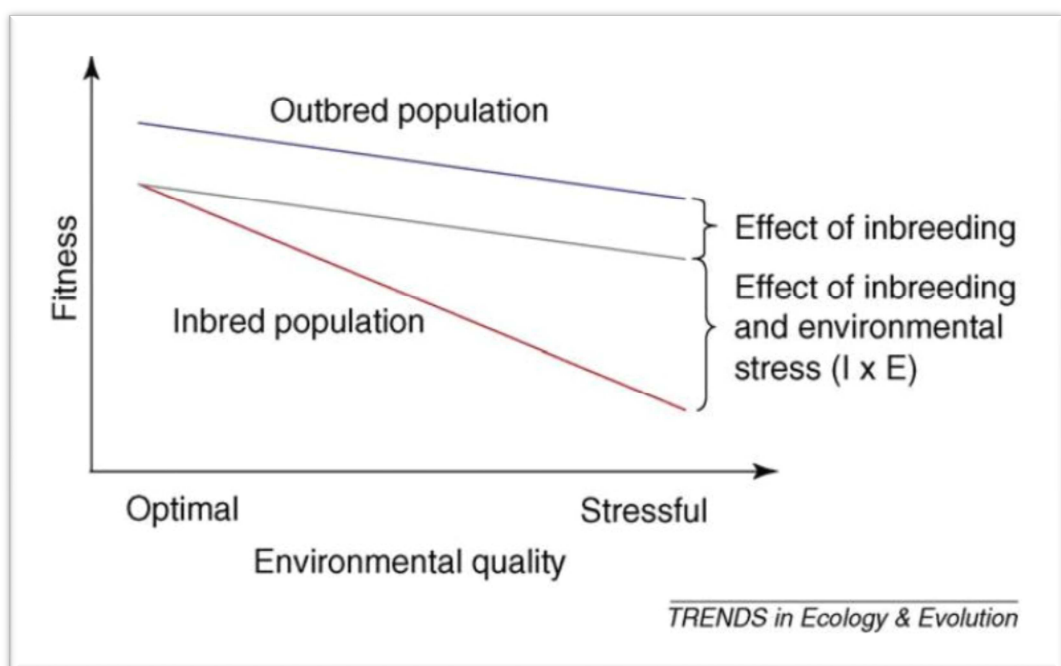 Outbred population
Effect of inbreeding
Effect of inbreeding
and environmental
stress (I x E)
Inbred population
Fitness
Optimal
Stressful
Environmental quality
TRENDS in Ecology & Evolution